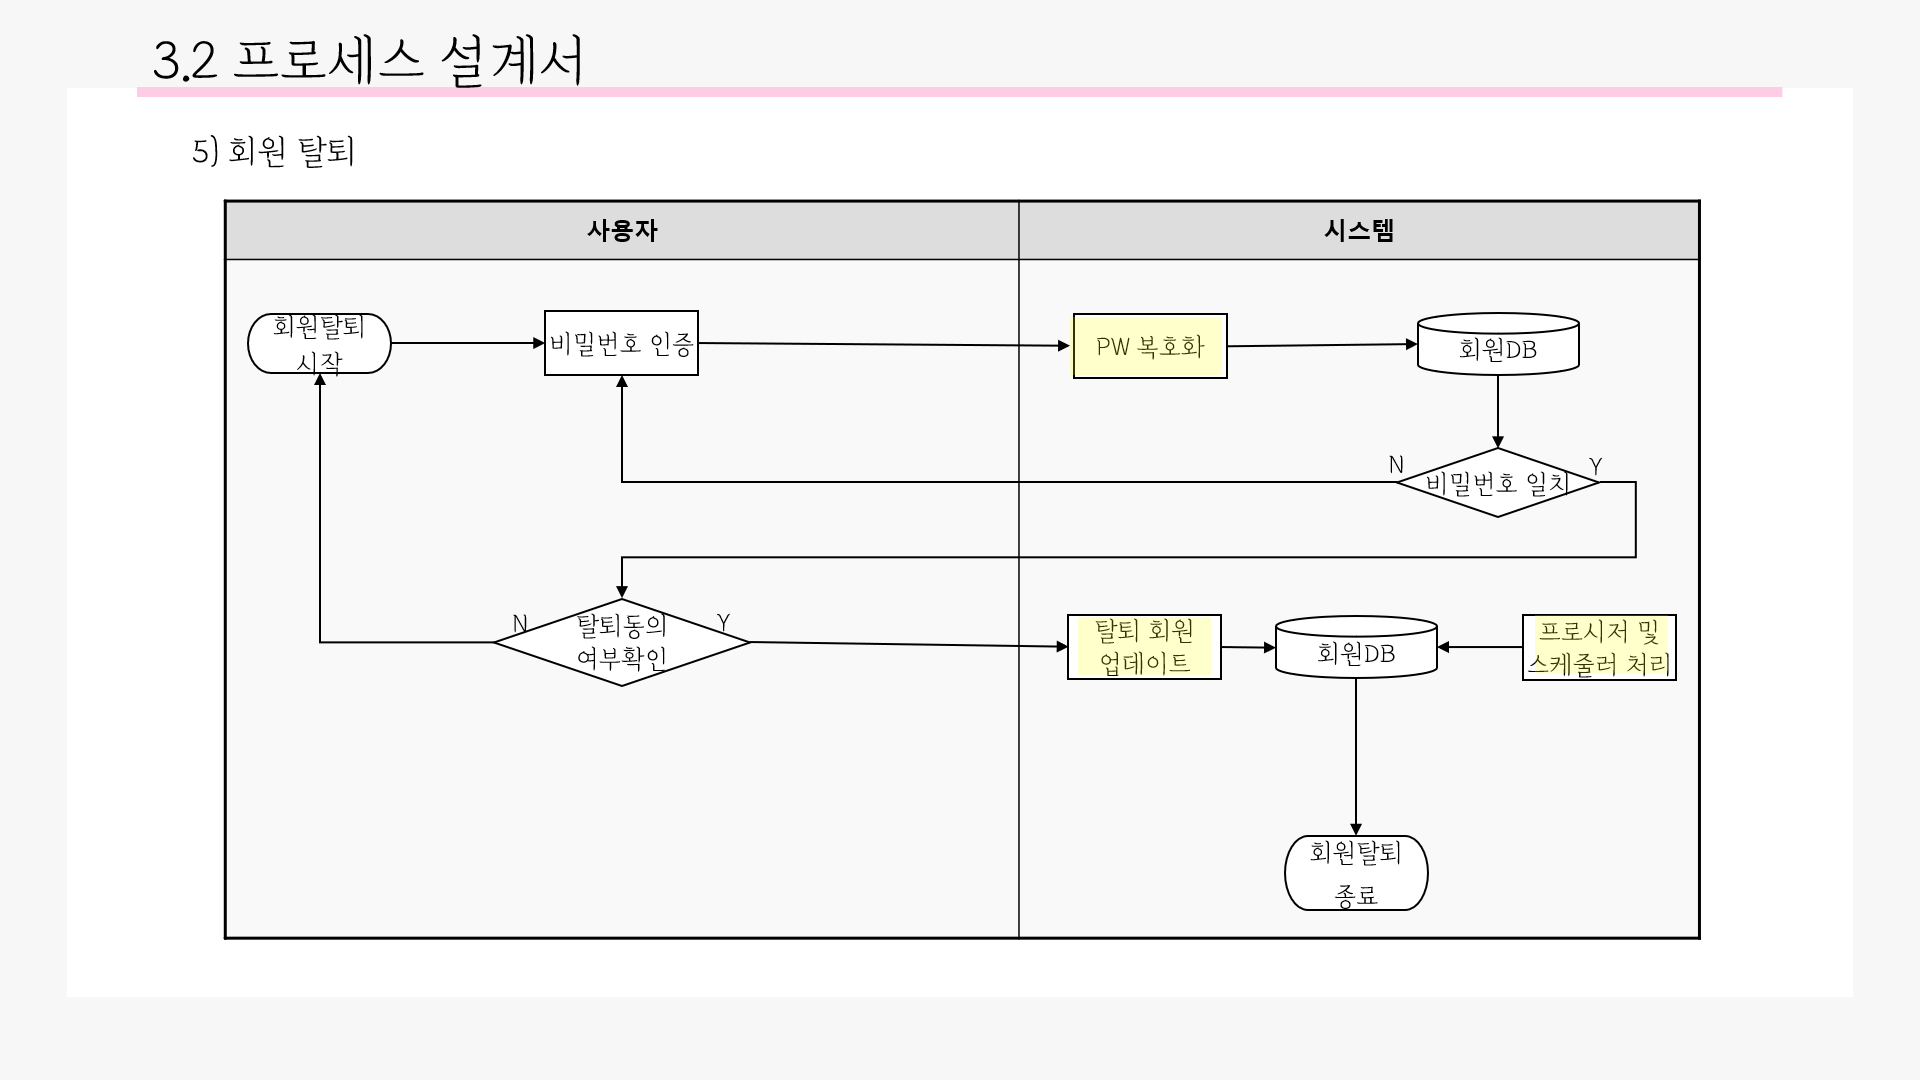 3.2 프로세스 설계서
5) 회원 탈퇴
사용자
시스템
회원탈퇴
시작
비밀번호 인증
PW 복호화
회원DB
N
비밀번호 일치
Y
N
탈퇴동의
여부확인
Y
탈퇴 회원
업데이트
회원DB
프로시저 및
스케줄러 처리
회원탈퇴
종료